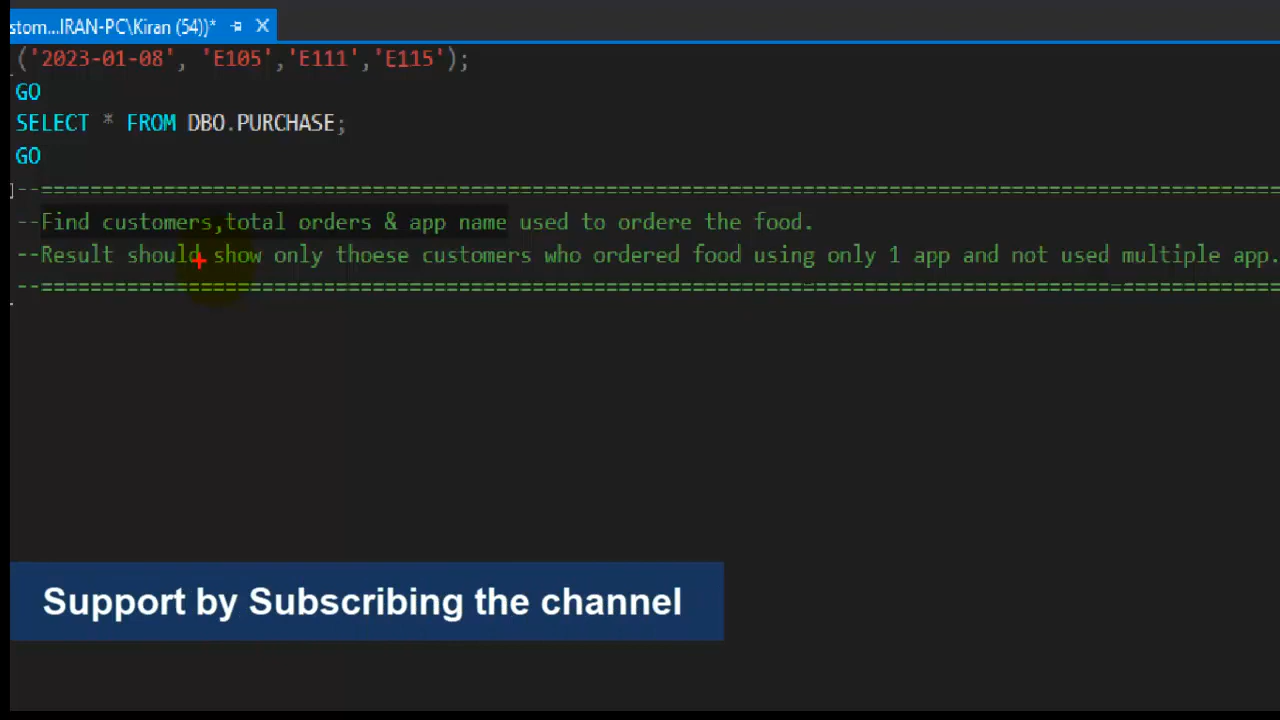 stom...IRAN-PC\Kiran (54))*
('2023-01-08', 'E105','E111','E115');
GO
SELECT * FROM DBO.PURCHASE;
GO
--=====================================================================================================
--Find customers,total orders & app name used to ordere the food.
--Result should show only thoese customers who ordered food using only 1 app and not used multiple app.
--=====================================================================================================
Support by Subscribing the channel